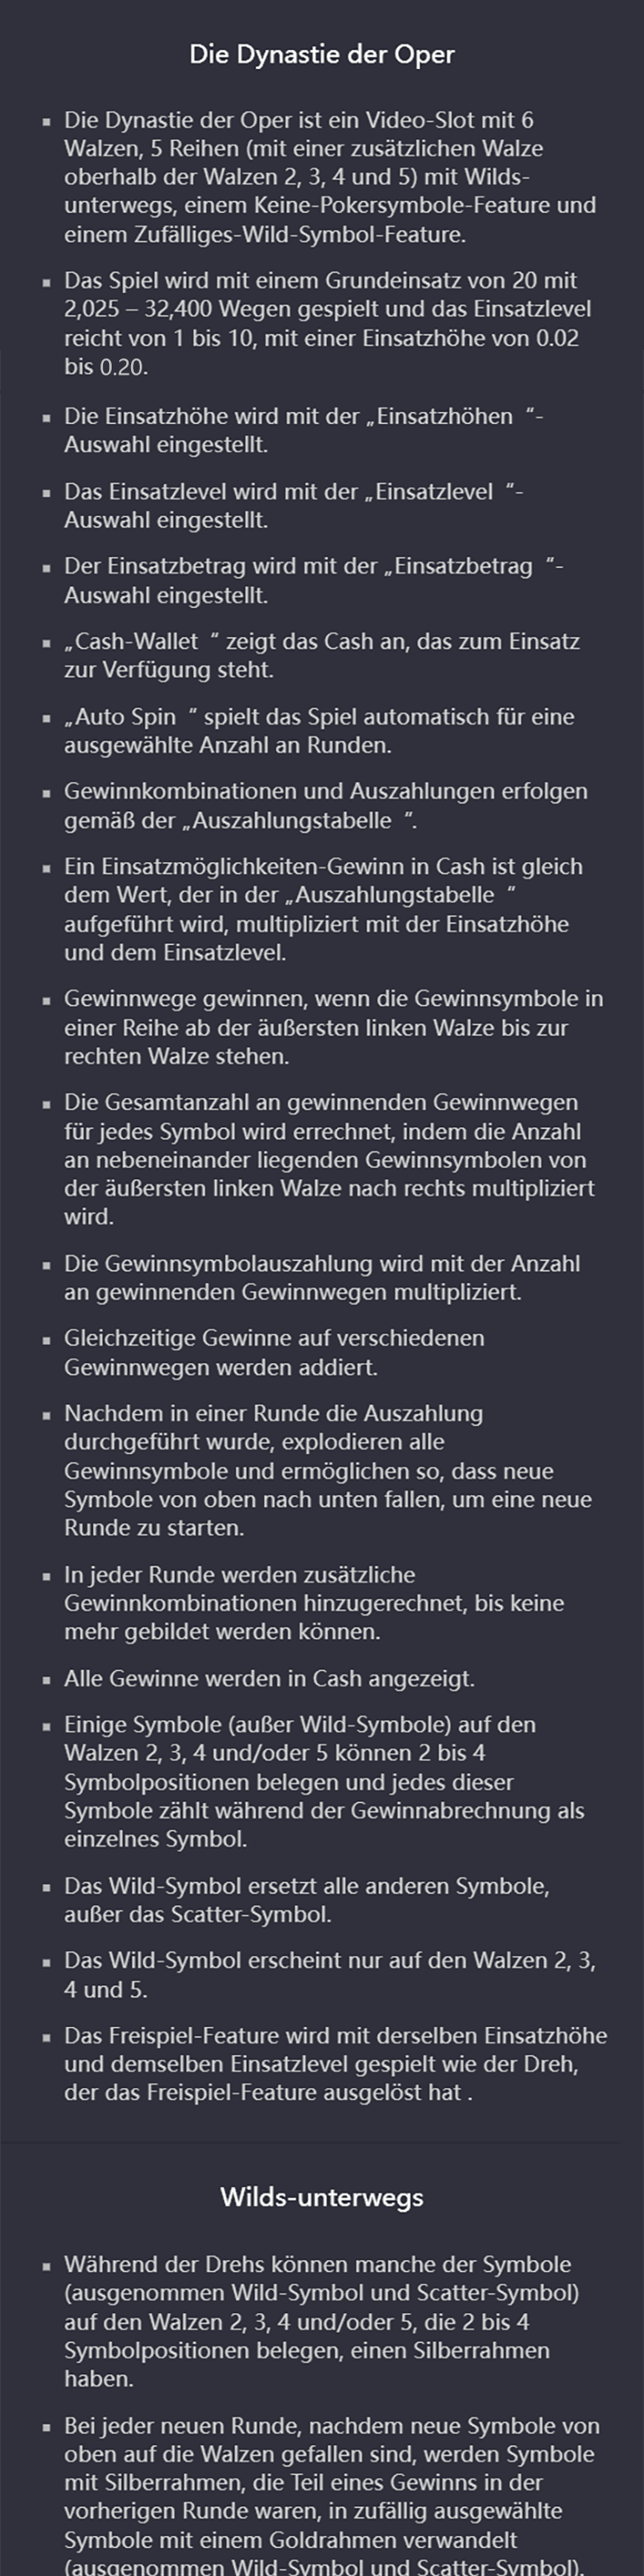 Die Dynastie der Oper
▪ Die Dynastie der Oper ist ein Video-Slot mit 6
Walzen, 5 Reihen (mit einer zusätzlichen Walze
oberhalb der Walzen 2, 3, 4 und 5) mit Wilds-
unterwegs, einem Keine-Pokersymbole-Feature und
einem Zufälliges-Wild-Symbol-Feature.
▪ Das Spiel wird mit einem Grundeinsatz von 20 mit
2,025 – 32,400 Wegen gespielt und das Einsatzlevel
reicht von 1 bis 10, mit einer Einsatzhöhe von 0.02
bis 0.20.
▪ Die Einsatzhöhe wird mit der „Einsatzhöhen “-
Auswahl eingestellt.
▪ Das Einsatzlevel wird mit der „Einsatzlevel “-
Auswahl eingestellt.
▪ Der Einsatzbetrag wird mit der „Einsatzbetrag “-
Auswahl eingestellt.
▪ „Cash-Wallet “ zeigt das Cash an, das zum Einsatz
zur Verfügung steht.
▪ „Auto Spin “ spielt das Spiel automatisch für eine
ausgewählte Anzahl an Runden.
▪ Gewinnkombinationen und Auszahlungen erfolgen
gemäß der „Auszahlungstabelle “.
▪ Ein Einsatzmöglichkeiten-Gewinn in Cash ist gleich
dem Wert, der in der „Auszahlungstabelle “
aufgeführt wird, multipliziert mit der Einsatzhöhe
und dem Einsatzlevel.
▪ Gewinnwege gewinnen, wenn die Gewinnsymbole in
einer Reihe ab der äußersten linken Walze bis zur
rechten Walze stehen.
▪ Die Gesamtanzahl an gewinnenden Gewinnwegen
für jedes Symbol wird errechnet, indem die Anzahl
an nebeneinander liegenden Gewinnsymbolen von
der äußersten linken Walze nach rechts multipliziert
wird.
▪ Die Gewinnsymbolauszahlung wird mit der Anzahl
an gewinnenden Gewinnwegen multipliziert.
▪ Gleichzeitige Gewinne auf verschiedenen
Gewinnwegen werden addiert.
▪ Nachdem in einer Runde die Auszahlung
durchgeführt wurde, explodieren alle
Gewinnsymbole und ermöglichen so, dass neue
Symbole von oben nach unten fallen, um eine neue
Runde zu starten.
▪ In jeder Runde werden zusätzliche
Gewinnkombinationen hinzugerechnet, bis keine
mehr gebildet werden können.
▪ Alle Gewinne werden in Cash angezeigt.
▪ Einige Symbole (außer Wild-Symbole) auf den
Walzen 2, 3, 4 und/oder 5 können 2 bis 4
Symbolpositionen belegen und jedes dieser
Symbole zählt während der Gewinnabrechnung als
einzelnes Symbol.
▪ Das Wild-Symbol ersetzt alle anderen Symbole,
außer das Scatter-Symbol.
▪ Das Wild-Symbol erscheint nur auf den Walzen 2, 3,
4 und 5.
▪ Das Freispiel-Feature wird mit derselben Einsatzhöhe
und demselben Einsatzlevel gespielt wie der Dreh,
der das Freispiel-Feature ausgelöst hat .
Wilds-unterwegs
▪ Während der Drehs können manche der Symbole
(ausgenommen Wild-Symbol und Scatter-Symbol)
auf den Walzen 2, 3, 4 und/oder 5, die 2 bis 4
Symbolpositionen belegen, einen Silberrahmen
haben.
▪ Bei jeder neuen Runde, nachdem neue Symbole von
oben auf die Walzen gefallen sind, werden Symbole
mit Silberrahmen, die Teil eines Gewinns in der
vorherigen Runde waren, in zufällig ausgewählte
Symbole mit einem Goldrahmen verwandelt
(ausgenommen Wild-Symbol und Scatter-Symbol).